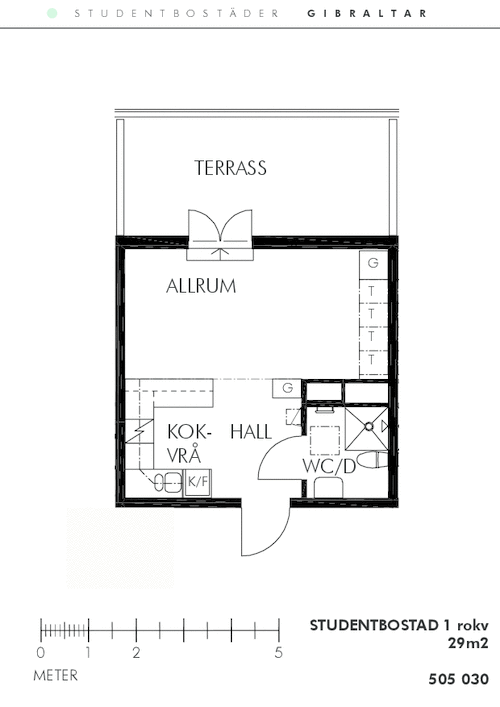 STUDENTBOSTÄDER GIBRALTAR
TERRASS
ALLRUM
G
T
T
T
T
G
KOK-
VRÅ
HALL
WC/D
K/F
0 1 2 5
METER
STUDENTBOSTAD 1 rokv
29m2
505 030